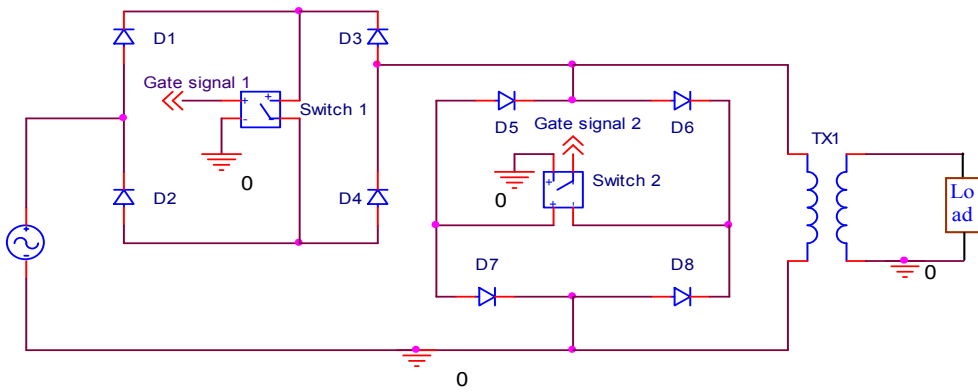 D1
D3
Gate signal 1
Switch 1
D5
Gate signal 2
D6
TX1
0
Switch 2
D2
D4
0
Lo
ad
D7
D8
0
0